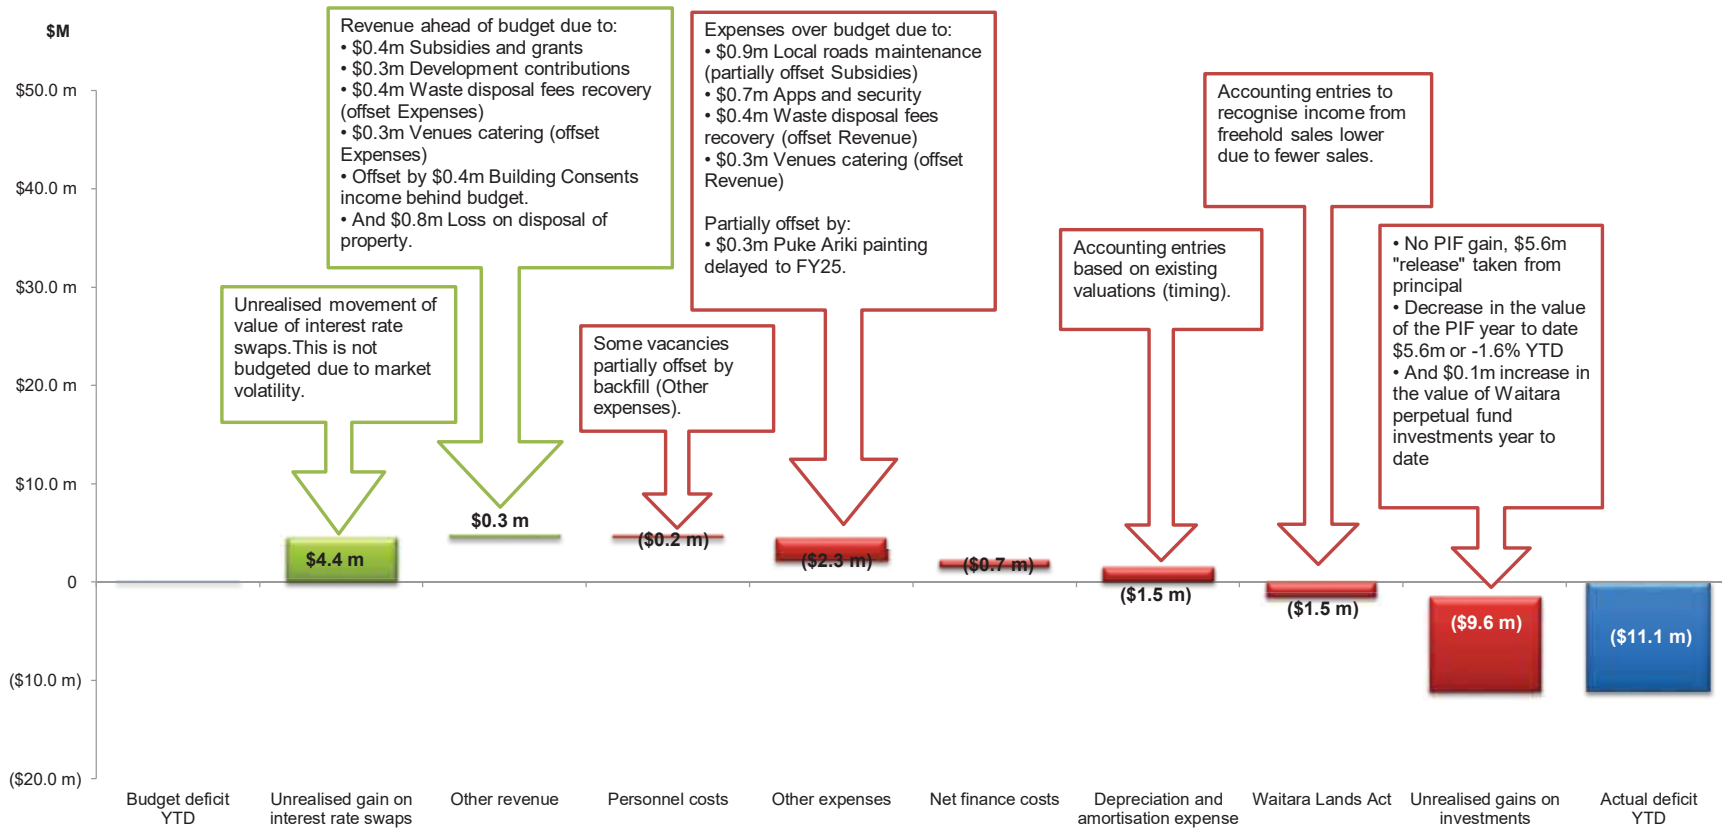 $M
$50.0 m
$40.0 m
$30.0 m
$20.0 m
$10.0 m
0
($10.0 m)
($20.0 m)
Unrealised movement of
value of interest rate
swaps.This is not
budgeted due to market
volatility.
Revenue ahead of budget due to:
• $0.4m Subsidies and grants
• $0.3m Development contributions
• $0.4m Waste disposal fees recovery
(offset Expenses)
• $0.3m Venues catering (offset
Expenses)
• Offset by $0.4m Building Consents
income behind budget.
• And $0.8m Loss on disposal of
property.
Some vacancies
partially offset by
backfill (Other
expenses).
Expenses over budget due to:
• $0.9m Local roads maintenance
(partially offset Subsidies)
• $0.7m Apps and security
• $0.4m Waste disposal fees
recovery (offset Revenue)
• $0.3m Venues catering (offset
Revenue)
Partially offset by:
• $0.3m Puke Ariki painting
delayed to FY25.
Accounting entries
based on existing
valuations (timing).
Accounting entries to
recognise income from
freehold sales lower
due to fewer sales.
• No PIF gain, $5.6m
"release" taken from
principal
• Decrease in the value
of the PIF year to date
$5.6m or -1.6% YTD
• And $0.1m increase in
the value of Waitara
perpetual fund
investments year to
date
$4.4 m
$0.3 m
($0.2 m)
($2.3 m)
($0.7 m)
($1.5 m)
($1.5 m)
($9.6 m)
($11.1 m)
Budget deficit
YTD
Unrealised gain on
interest rate swaps
Other revenue
Personnel costs
Other expenses
Net finance costs
Depreciation and
amortisation expense
Waitara Lands Act
Unrealised gains on
investments
Actual deficit
YTD